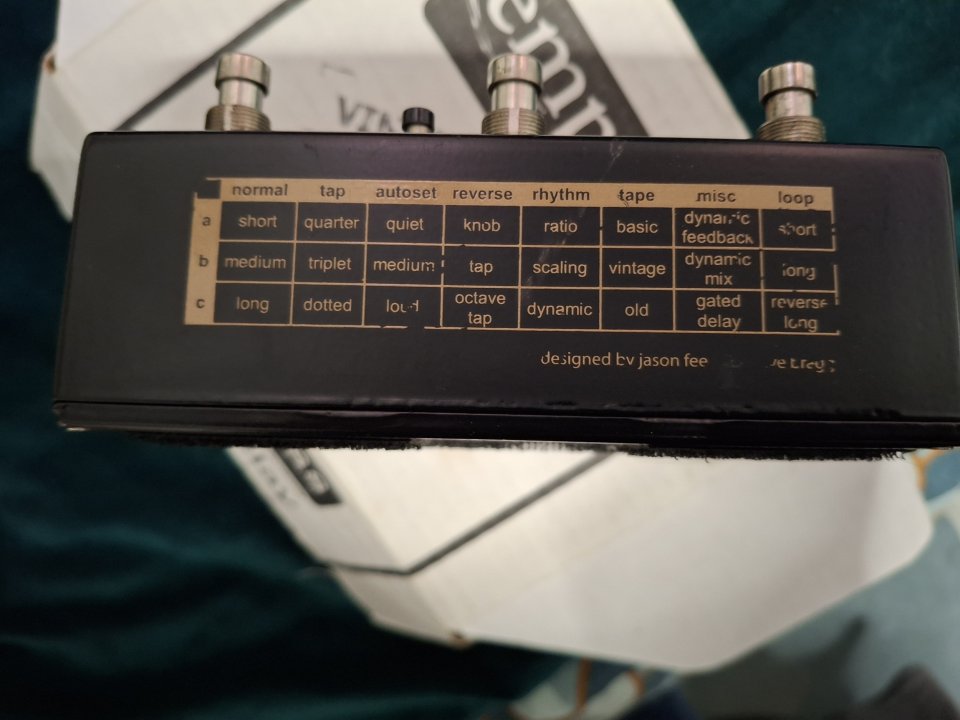 VIN
normal tap autoset reverse rhythm tape misc loop
a short quarter quiet knob ratio basic dynamic feedback short
b medium triplet medium tap scaling vintage dynamic mix long
c long dotted loud octave tap dynamic old gated delay reverse long
designed by jason fee